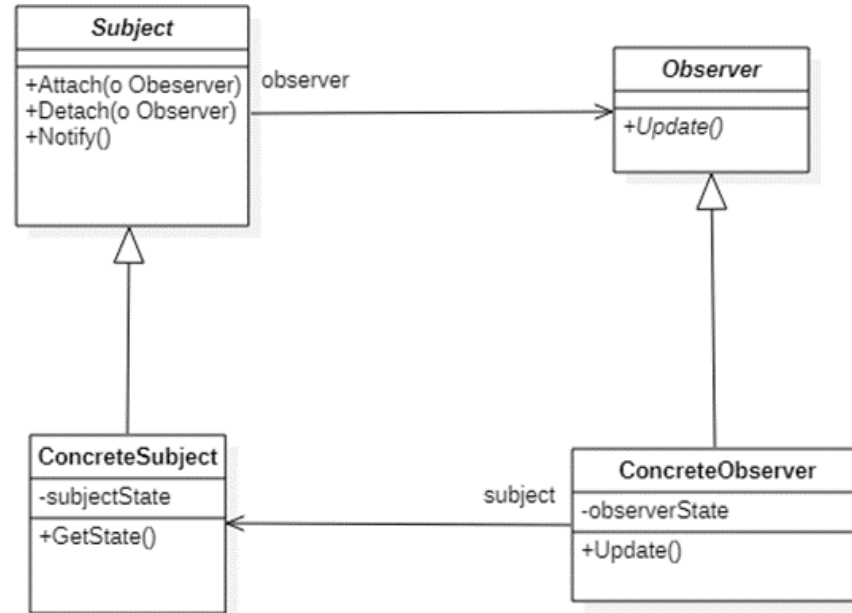 Subject
+Attach(o Obeserver)
+Detach(o Observer)
+Notify()
observer
Observer
+Update()
ConcreteSubject
-subjectState
+GetState()
subject
ConcreteObserver
-observerState
+Update()